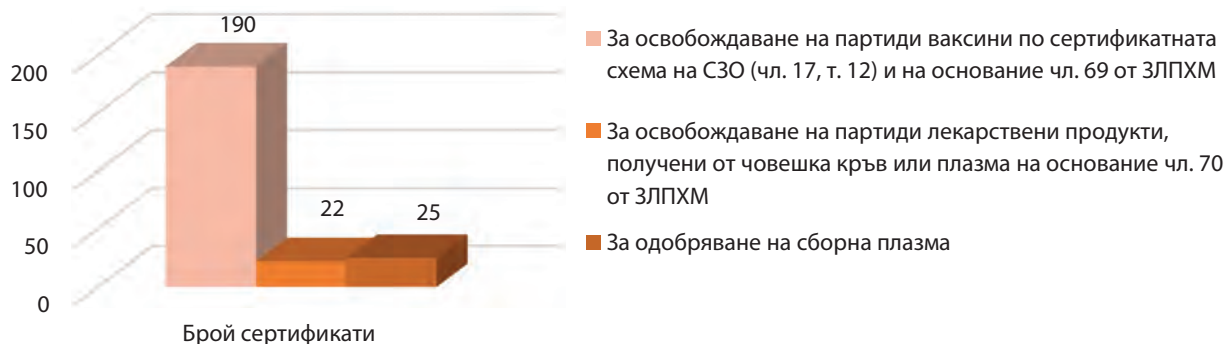 190
200
150
100
50
0
22
25
Брой сертификати
За освобождаване на партиди ваксини по сертификатната
схема на СЗО (чл. 17, т. 12) и на основание чл. 69 от ЗЛПХМ
За освобождаване на партиди лекарствени продукти,
получени от човешка кръв или плазма на основание чл. 70
от ЗЛПХМ
За одобряване на сборна плазма